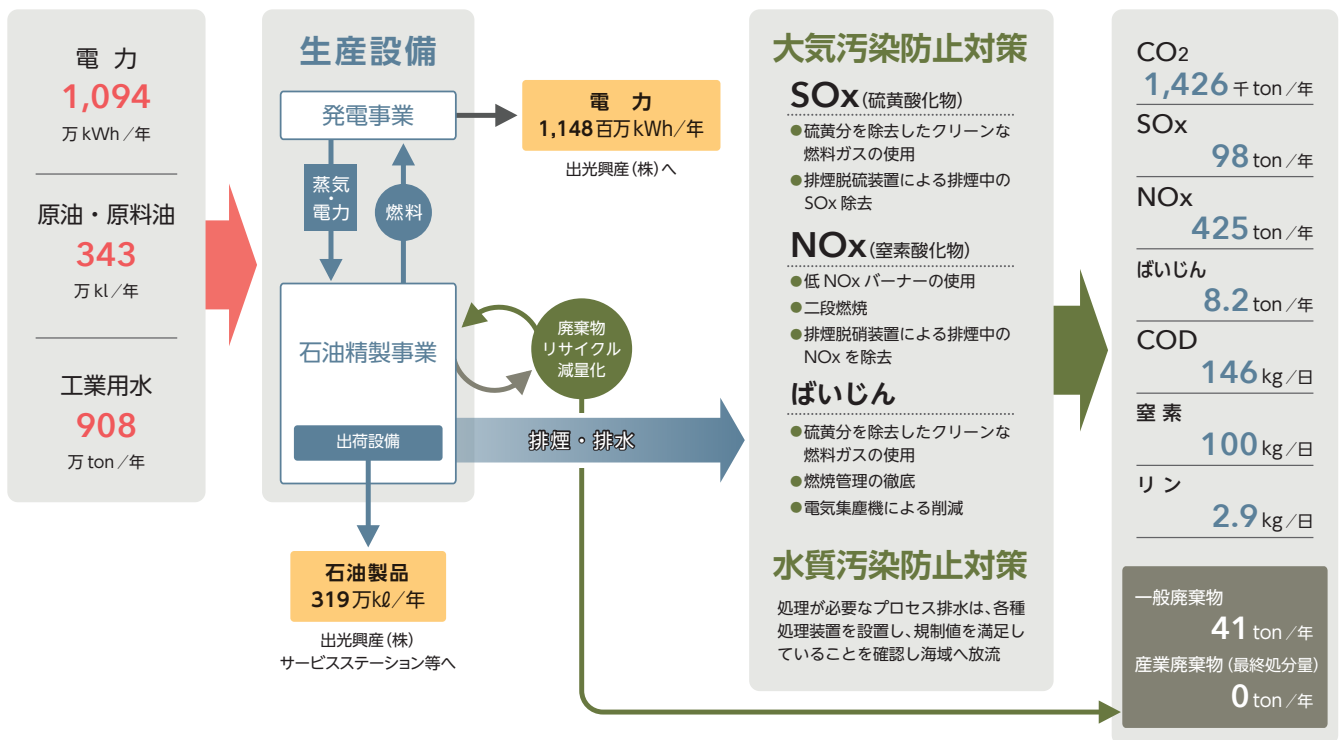 電 力
1,094
万 kWh/年
原油・原料油
343
万 kl/年
工業用水
908
万 ton/年
生産設備
発電事業
蒸気・電力
燃料
石油精製事業
出荷設備
電 力
1,148百万kWh/年
出光興産(株)へ
廃棄物
リサイクル
減量化
排煙・排水
石油製品
319万kℓ/年
出光興産(株)
サービスステーション等へ
大気汚染防止対策
SOx(硫黄酸化物)
●硫黄分を除去したクリーンな
燃料ガスの使用
●排煙脱硫装置による排煙中の
SOx 除去
NOx(窒素酸化物)
●低 NOx バーナーの使用
●二段燃焼
●排煙脱硝装置による排煙中の
NOx を除去
ばいじん
●硫黄分を除去したクリーンな
燃料ガスの使用
●燃焼管理の徹底
●電気集塵機による削減
水質汚染防止対策
処理が必要なプロセス排水は、各種
処理装置を設置し、規制値を満足し
ていることを確認し海域へ放流
CO2
1,426 千 ton/年
SOx
98 ton/年
NOx
425 ton/年
ばいじん
8.2 ton/年
COD
146 kg/日
窒 素
100 kg/日
リ ン
2.9 kg/日
一般廃棄物
41 ton/年
産業廃棄物(最終処分量)
0 ton/年